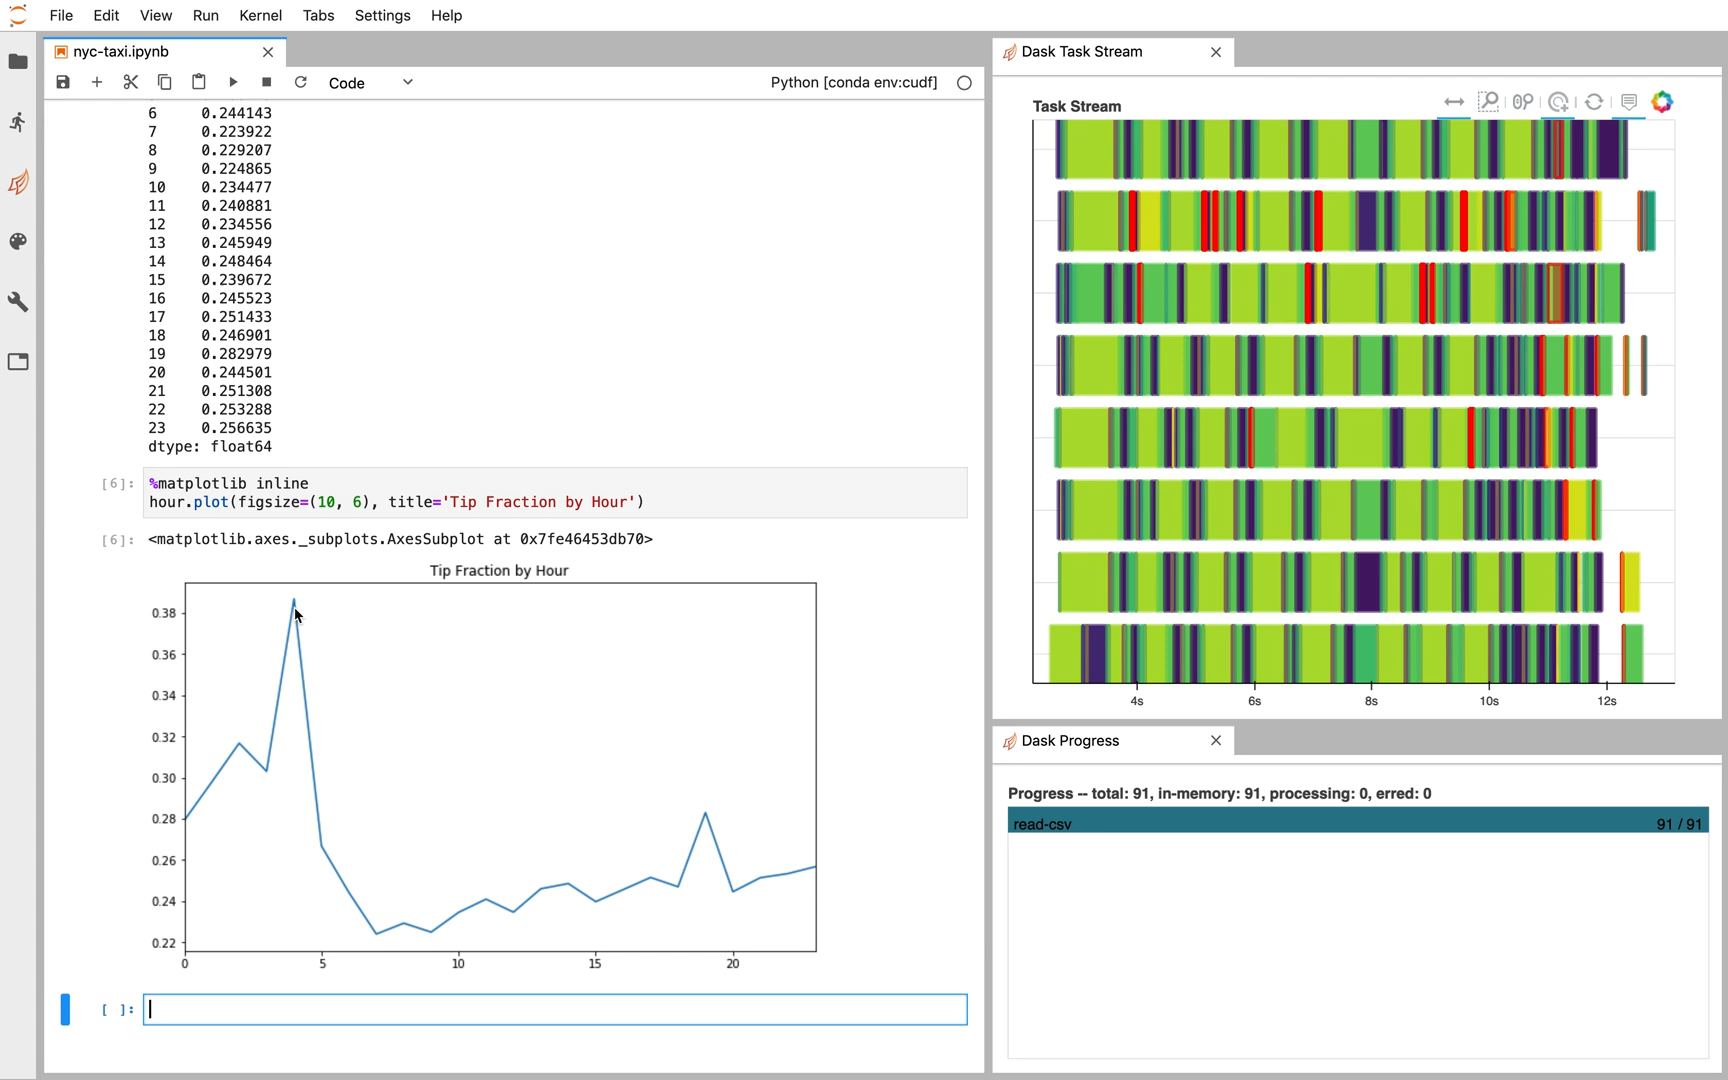 File Edit View Run Kernel Tabs Settings Help
nyc-taxi.ipynb
Code
Python [conda env:cudf]
6 0.244143
7 0.223922
8 0.229207
9 0.224865
10 0.234477
11 0.240881
12 0.234556
13 0.245949
14 0.248464
15 0.239672
16 0.245523
17 0.251433
18 0.246901
19 0.282979
20 0.244501
21 0.251308
22 0.253288
23 0.256635
dtype: float64
[6]: %matplotlib inline
hour.plot(figsize=(10, 6), title='Tip Fraction by Hour')
[6]: <matplotlib.axes._subplots.AxesSubplot at 0x7fe46453db70>
Tip Fraction by Hour
0.38
0.36
0.34
0.32
0.30
0.28
0.26
0.24
0.22
0 5 10 15 20
[ ]:
Dask Task Stream
Task Stream
4s 6s 8s 10s 12s
Dask Progress
Progress -- total: 91, in-memory: 91, processing: 0, erred: 0
read-csv 91 / 91